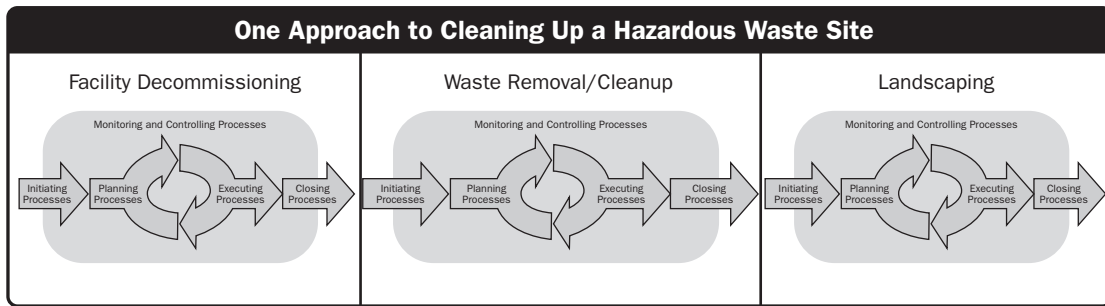 One Approach to Cleaning Up a Hazardous Waste Site
Facility Decommissioning
Monitoring and Controlling Processes
Initiating
Processes
Planning
Processes
Executing
Processes
Closing
Processes
Waste Removal/Cleanup
Monitoring and Controlling Processes
Initiating
Processes
Planning
Processes
Executing
Processes
Closing
Processes
Landscaping
Monitoring and Controlling Processes
Initiating
Processes
Planning
Processes
Executing
Processes
Closing
Processes